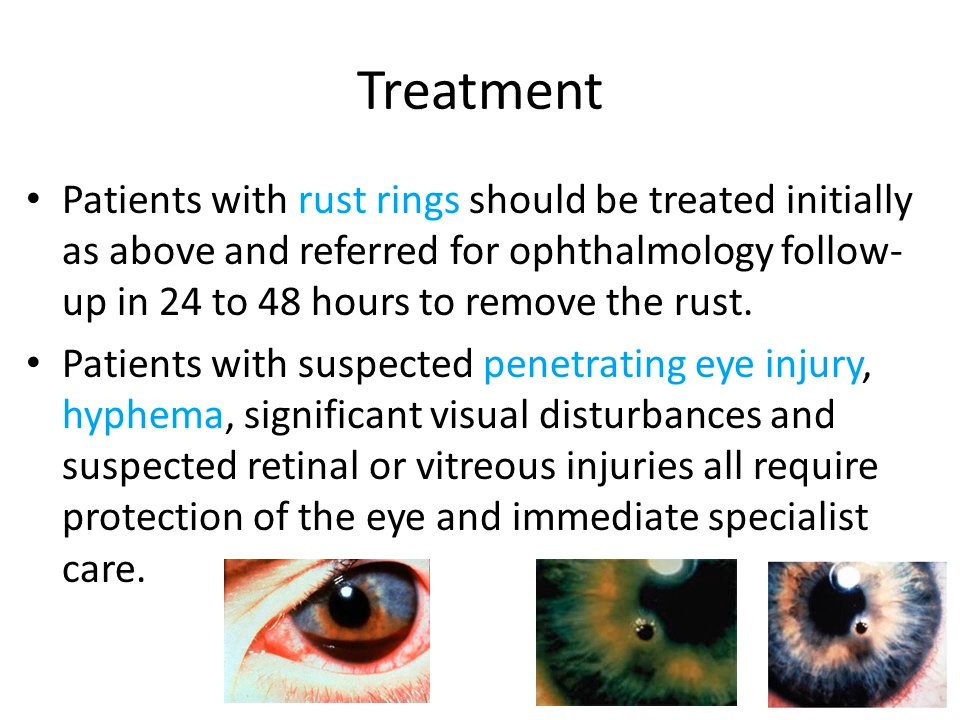 Treatment
• Patients with rust rings should be treated initially
as above and referred for ophthalmology follow-
up in 24 to 48 hours to remove the rust.
• Patients with suspected penetrating eye injury,
hyphema, significant visual disturbances and
suspected retinal or vitreous injuries all require
protection of the eye and immediate specialist
care.